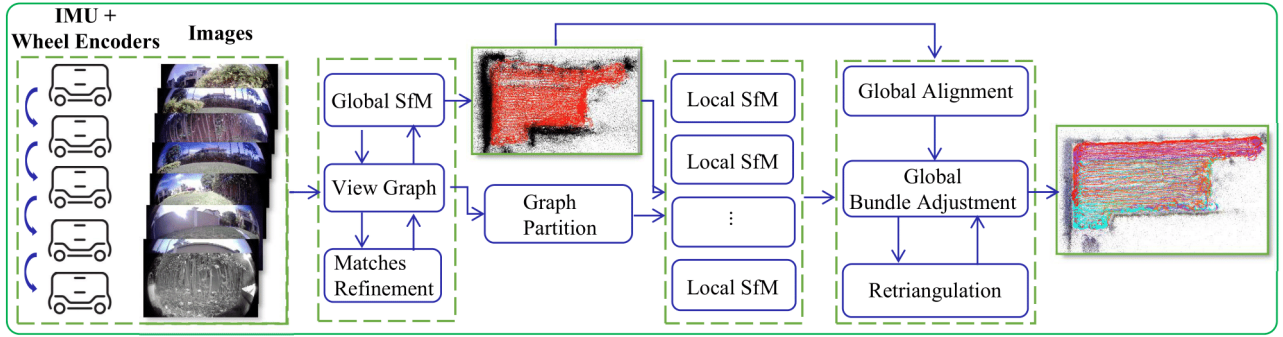 IMU +
Wheel Encoders
Images
Global SfM
View Graph
Matches
Refinement
Graph
Partition
Local SfM
Local SfM
⋮
Local SfM
Global Alignment
Global
Bundle Adjustment
Retriangulation